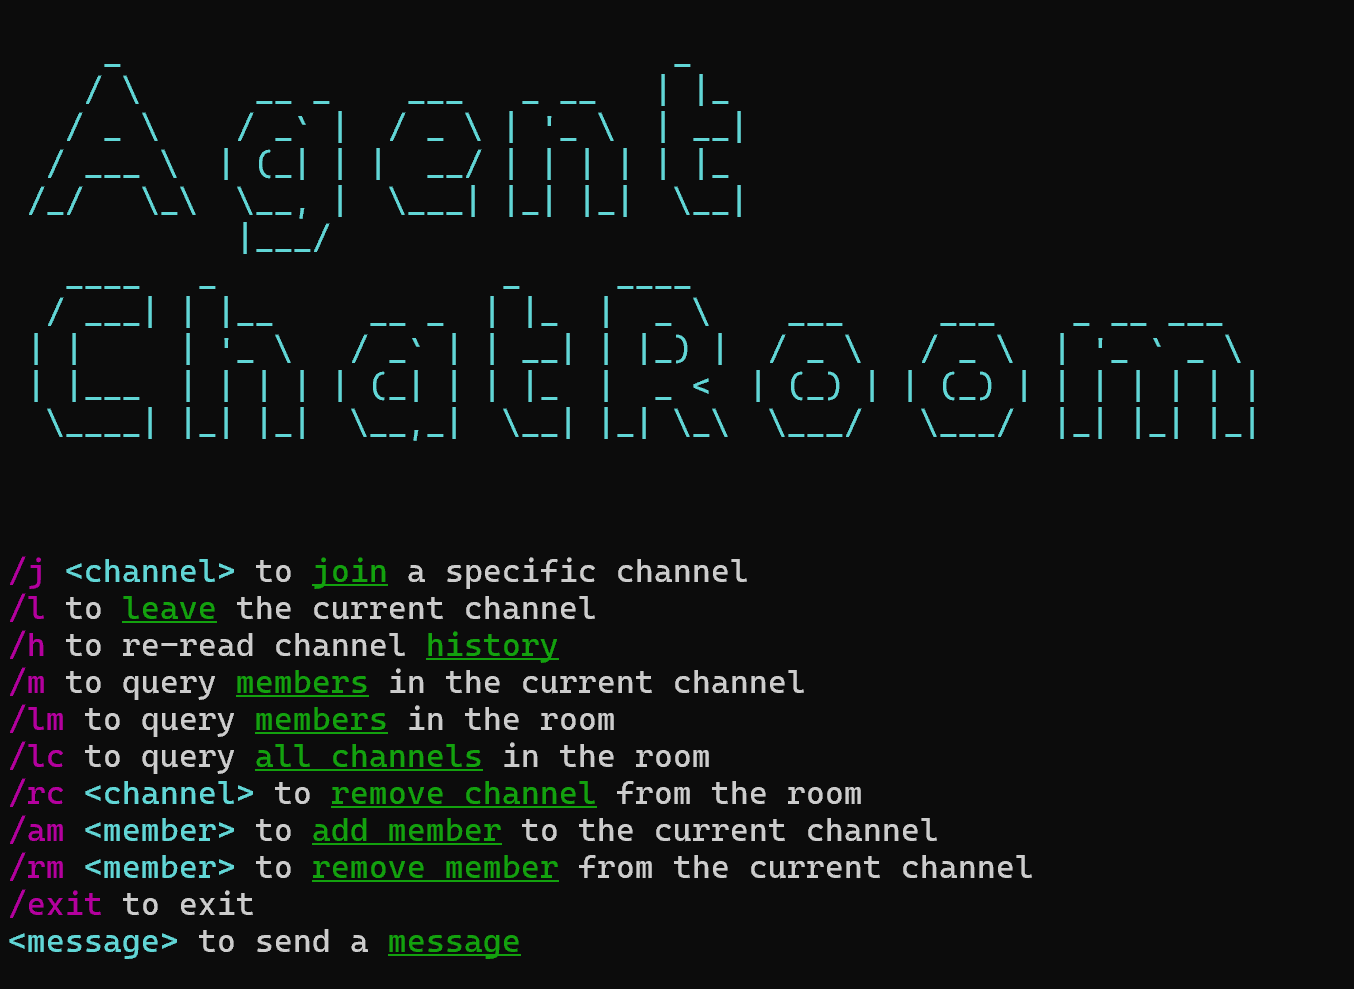 Agent
ChatRoom
/j <channel> to join a specific channel
/l to leave the current channel
/h to re-read channel history
/m to query members in the current channel
/lm to query members in the room
/lc to query all channels in the room
/rc <channel> to remove channel from the room
/am <member> to add member to the current channel
/rm <member> to remove member from the current channel
/exit to exit
<message> to send a message